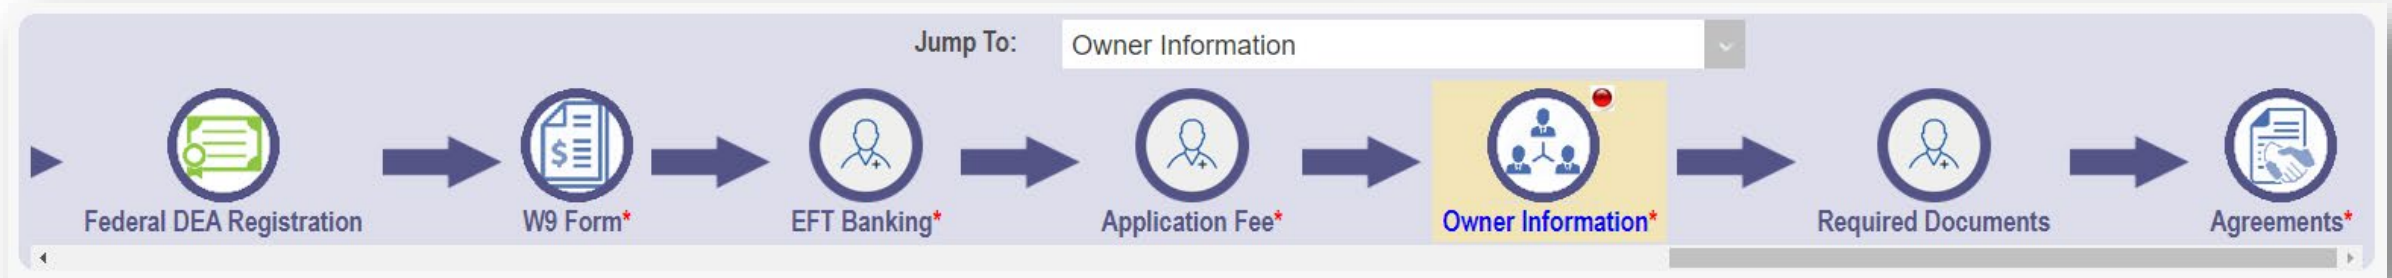 Jump To: Owner Information
Federal DEA Registration W9 Form* EFT Banking* Application Fee* Owner Information* Required Documents Agreements*